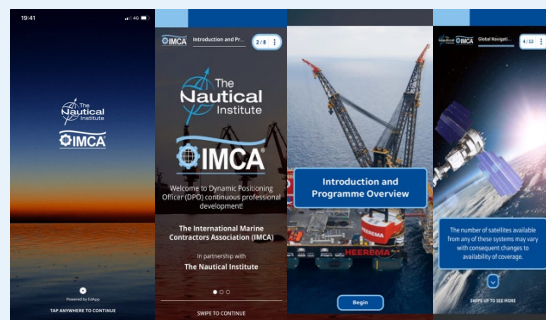 19:41
4G
The
Nautical
Institute
IMCA
Powered by EdApp
TAP ANYWHERE TO CONTINUE
IMCA
Introduction and Pr...
2/8
The
Nautical
Institute
IMCA
Welcome to Dynamic Positioning
Officer (DPO) continuous professional
development!
The International Marine
Contractors Association (IMCA)
In partnership with
The Nautical Institute
SWIPE TO CONTINUE
Introduction and
Programme Overview
HEEREMA
Begin
Nautical
IMCA
Global Navigati...
4/13
The number of satellites available
from any of these systems may vary
with consequent changes to
availability of coverage.
SWIPE UP TO SEE MORE